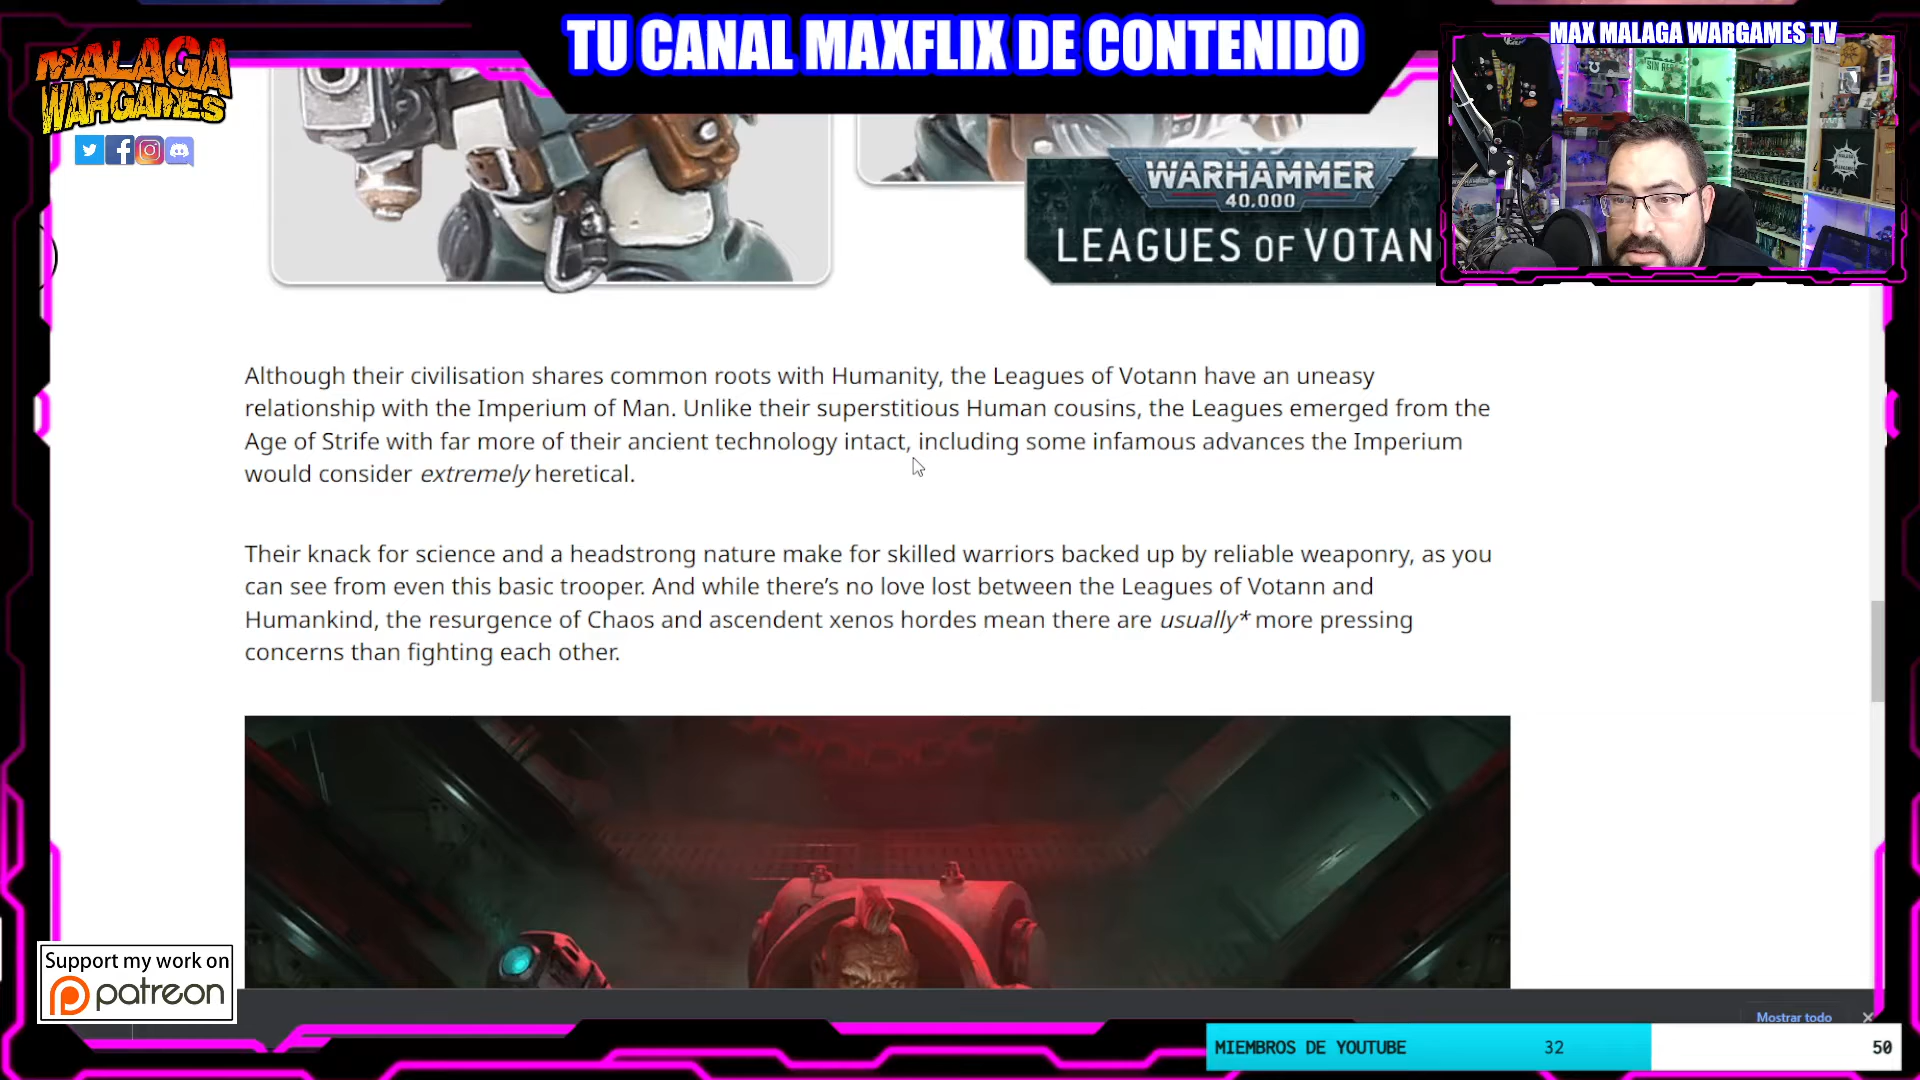 TU CANAL MAXFLIX DE CONTENIDO
MAX MALAGA WARGAMES TV
MALAGA
WARGAMES
WARHAMMER
40,000
LEAGUES OF VOTAN
Although their civilisation shares common roots with Humanity, the Leagues of Votann have an uneasy
relationship with the Imperium of Man. Unlike their superstitious Human cousins, the Leagues emerged from the
Age of Strife with far more of their ancient technology intact, including some infamous advances the Imperium
would consider extremely heretical.
Their knack for science and a headstrong nature make for skilled warriors backed up by reliable weaponry, as you
can see from even this basic trooper. And while there’s no love lost between the Leagues of Votann and
Humankind, the resurgence of Chaos and ascendent xenos hordes mean there are usually* more pressing
concerns than fighting each other.
Support my work on
patreon
Mostrar todo
MIEMBROS DE YOUTUBE 32 50